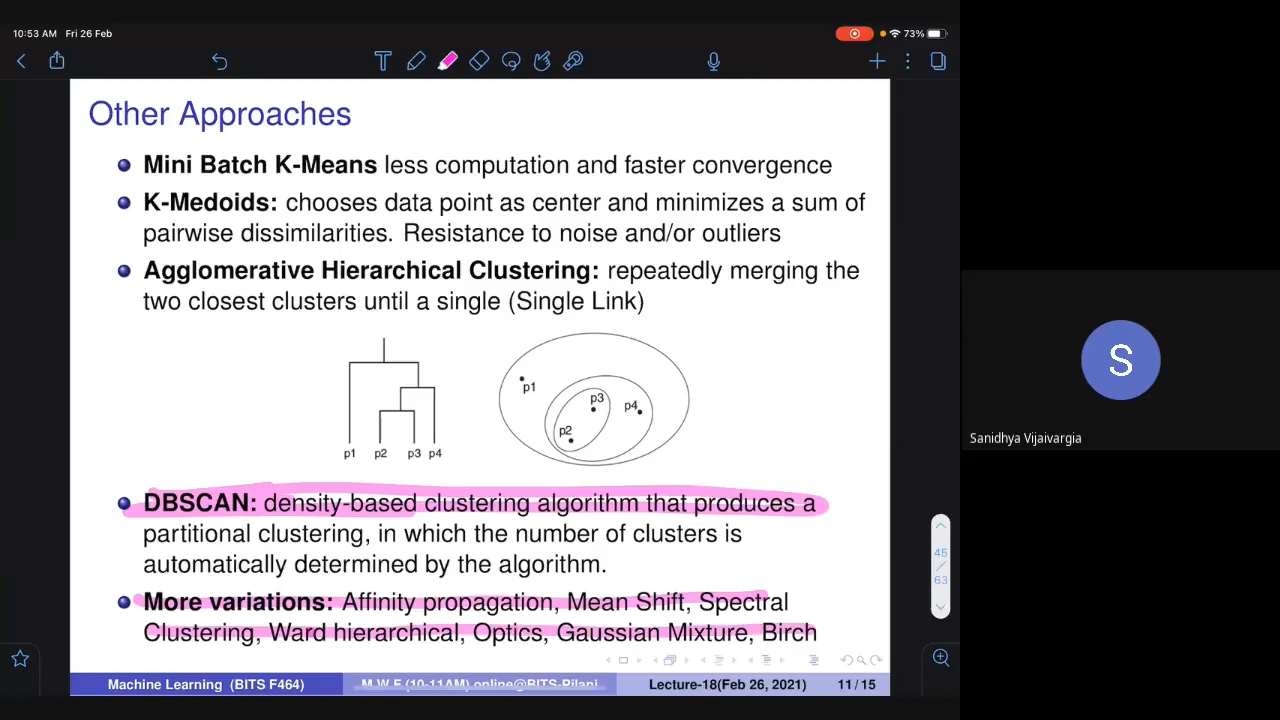 10:53 AM Fri 26 Feb
73%
Other Approaches
Mini Batch K-Means less computation and faster convergence
K-Medoids: chooses data point as center and minimizes a sum of
pairwise dissimilarities. Resistance to noise and/or outliers
Agglomerative Hierarchical Clustering: repeatedly merging the
two closest clusters until a single (Single Link)
p1 p2 p3 p4
p1
p3
p4
p2
DBSCAN: density-based clustering algorithm that produces a
partitional clustering, in which the number of clusters is
automatically determined by the algorithm.
More variations: Affinity propagation, Mean Shift, Spectral
Clustering, Ward hierarchical, Optics, Gaussian Mixture, Birch
Machine Learning (BITS F464) M W F (10-11AM) online@BITS-Pilani Lecture-18(Feb 26, 2021) 11 / 15
45
/
63
S
Sanidhya Vijaivargia